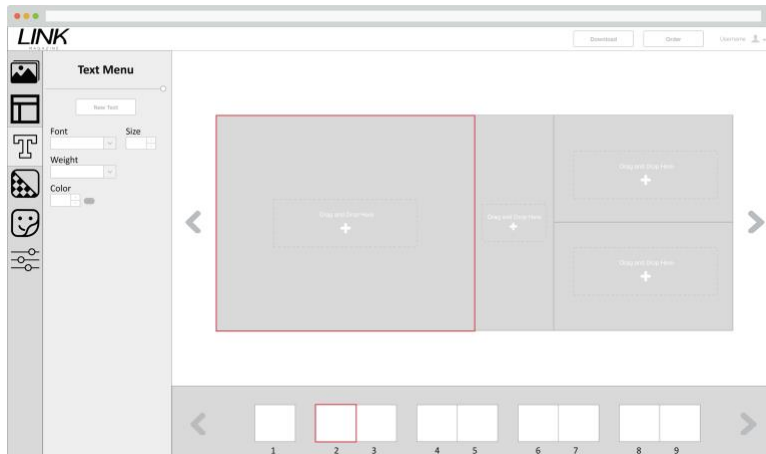 LINK
MAGAZINE
Download
Order
Username
Text Menu
New Text
Font
Size
Weight
Color
Drag and Drop Here
Drag and Drop Here
Drag and Drop Here
Drag and Drop Here
1
2
3
4
5
6
7
8
9